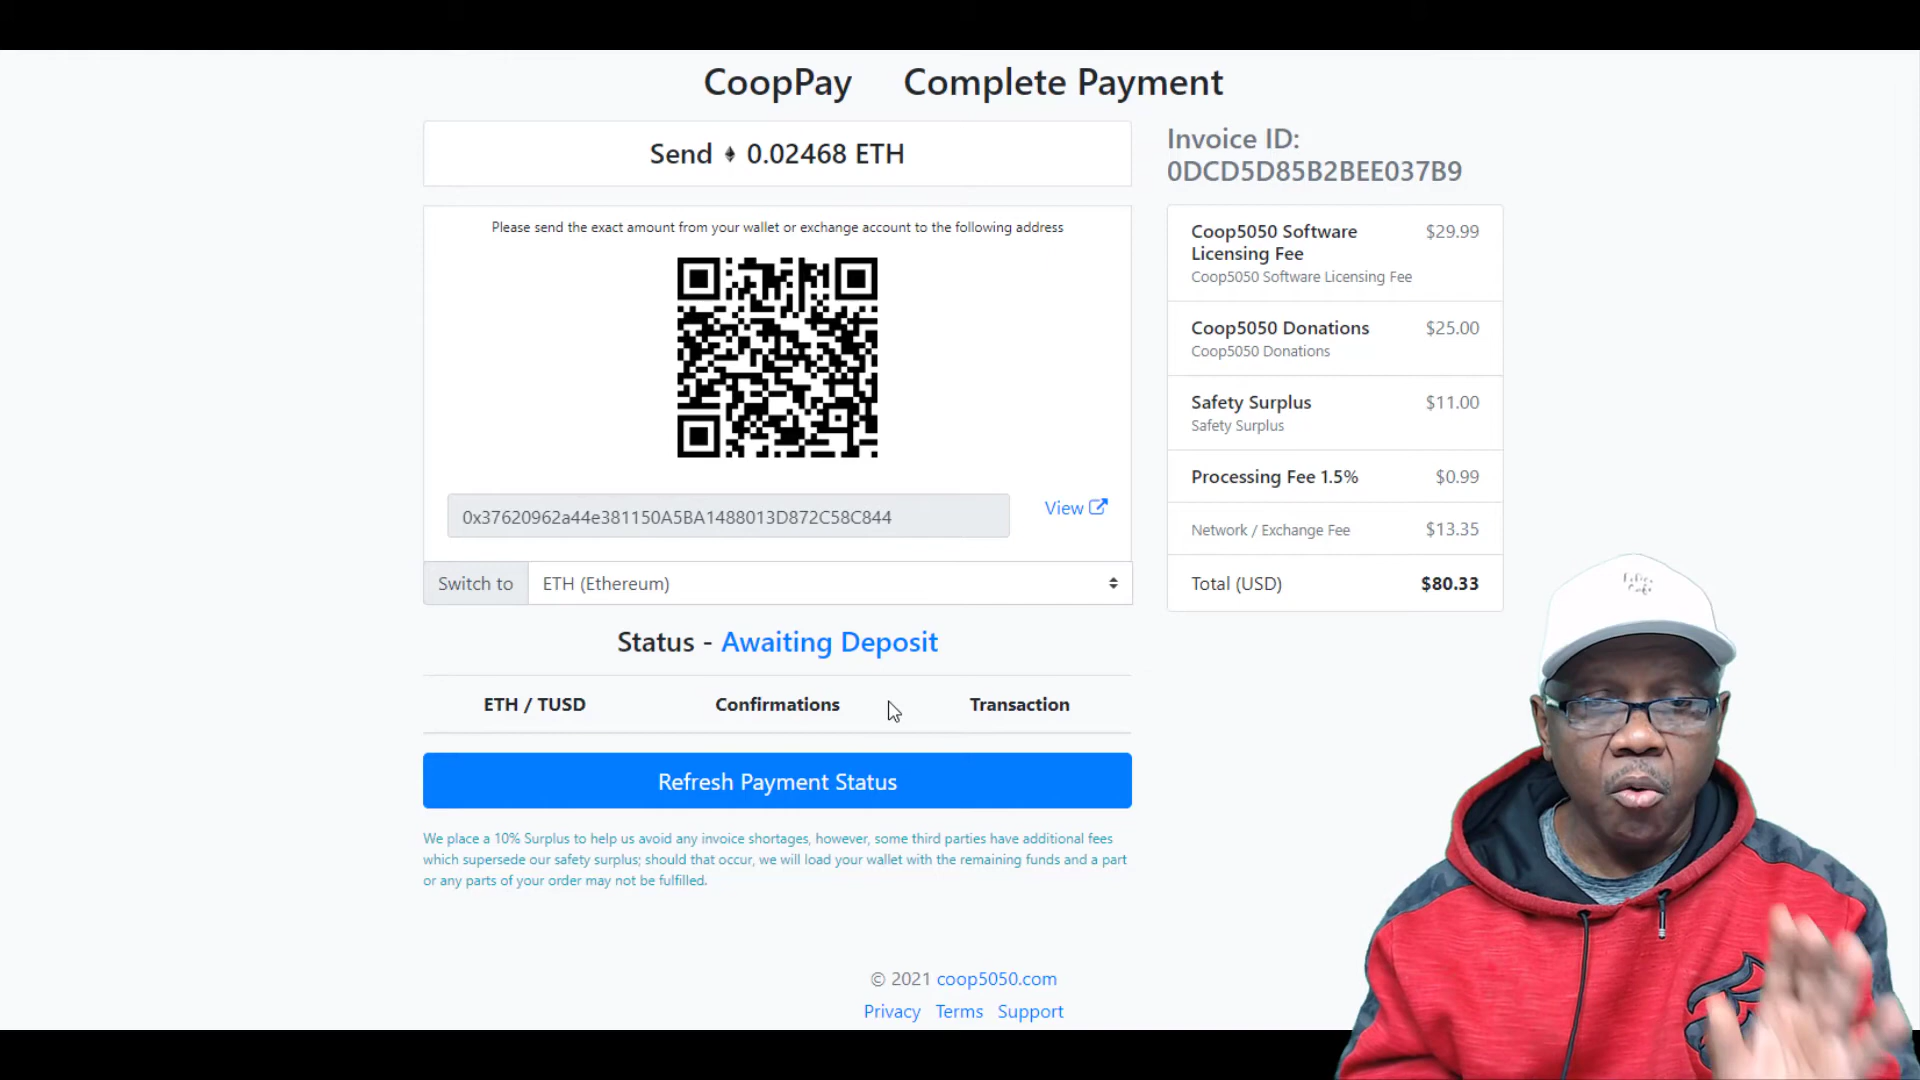 CoopPay Complete Payment
Send 0.02468 ETH
Please send the exact amount from your wallet or exchange account to the following address
0x37620962a44e381150A5BA1488013D872C58C844
View
Switch to ETH (Ethereum)
Status - Awaiting Deposit
ETH / TUSD Confirmations Transaction
Refresh Payment Status
We place a 10% Surplus to help us avoid any invoice shortages, however, some third parties have additional fees
which supersede our safety surplus; should that occur, we will load your wallet with the remaining funds and a part
or any parts of your order may not be fulfilled.
Invoice ID:
0DCD5D85B2BEE037B9
Coop5050 Software $29.99
Licensing Fee
Coop5050 Software Licensing Fee
Coop5050 Donations $25.00
Coop5050 Donations
Safety Surplus $11.00
Safety Surplus
Processing Fee 1.5% $0.99
Network / Exchange Fee $13.35
Total (USD) $80.33
© 2021 coop5050.com
Privacy Terms Support